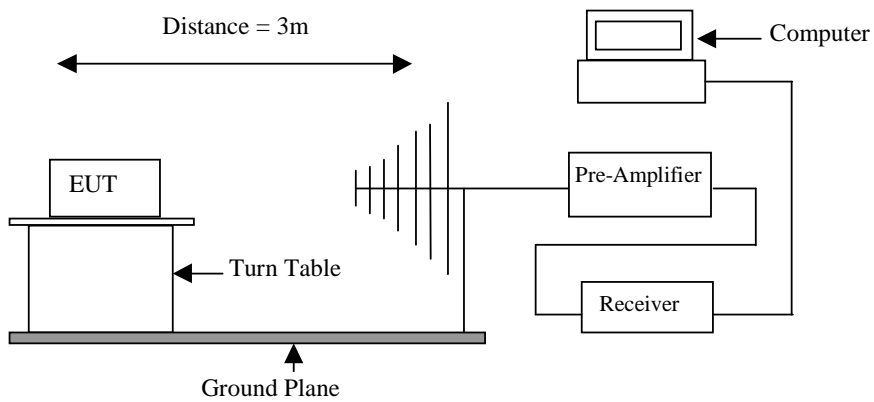 Distance = 3m
Computer
EUT
Pre-Amplifier
Turn Table
Receiver
Ground Plane